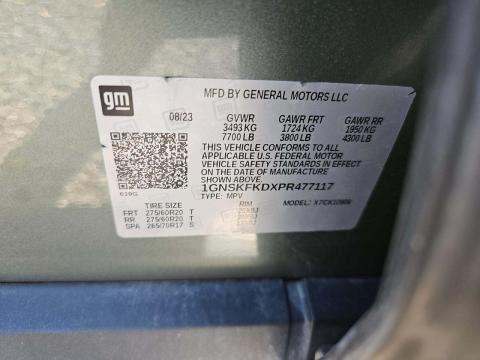 gm
MFD BY GENERAL MOTORS LLC
08/23 GVWR GAWR FRT GAWR RR
3493 KG 1724 KG 1950 KG
7700 LB 3800 LB 4300 LB
THIS VEHICLE CONFORMS TO ALL
APPLICABLE U.S. FEDERAL MOTOR
VEHICLE SAFETY STANDARDS IN EFFECT
ON THE DATE OF MANUFACTURE
SHOWN ABOVE.
1GNSKFKDXPR477117
TYPE: MPV MODEL:
TIRE SIZE RIM
FRT 275/60R20 T
RR 275/60R20 T
SPA 265/70R17 S